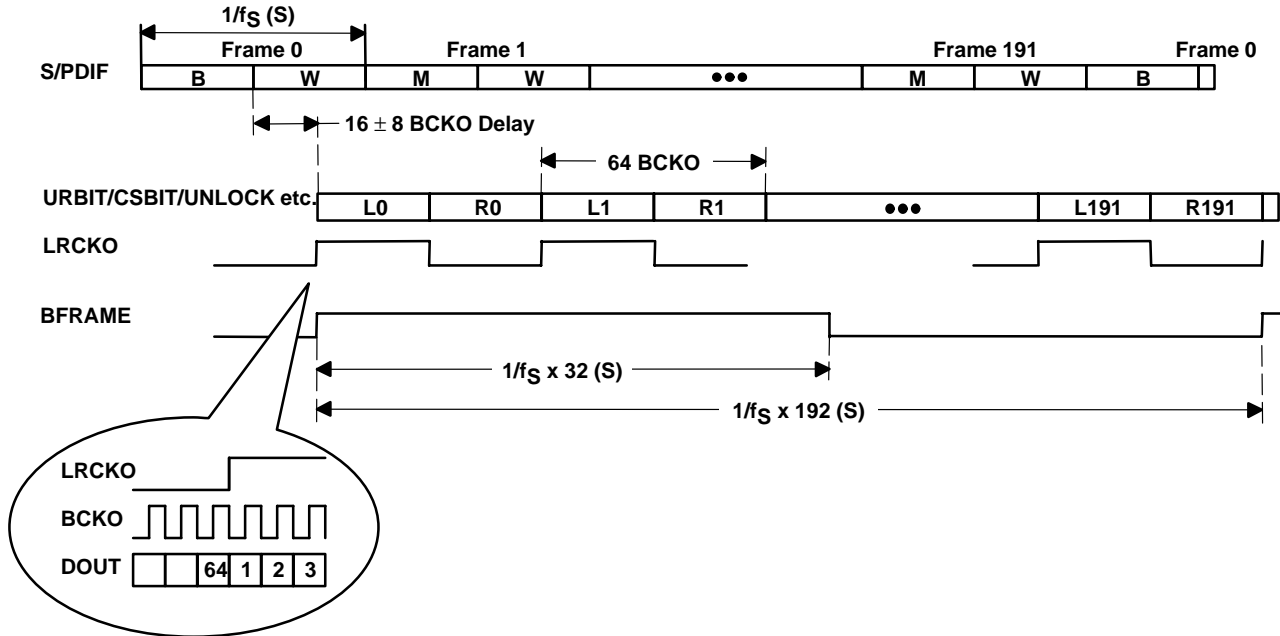 1/fS (S)
Frame 0 Frame 1 Frame 191 Frame 0
S/PDIF B W M W ●●● M W B
16 ± 8 BCKO Delay
64 BCKO
URBIT/CSBIT/UNLOCK etc. L0 R0 L1 R1 ●●● L191 R191
LRCKO
BFRAME
1/fS x 32 (S)
1/fS x 192 (S)
LRCKO
BCKO
DOUT 64 1 2 3